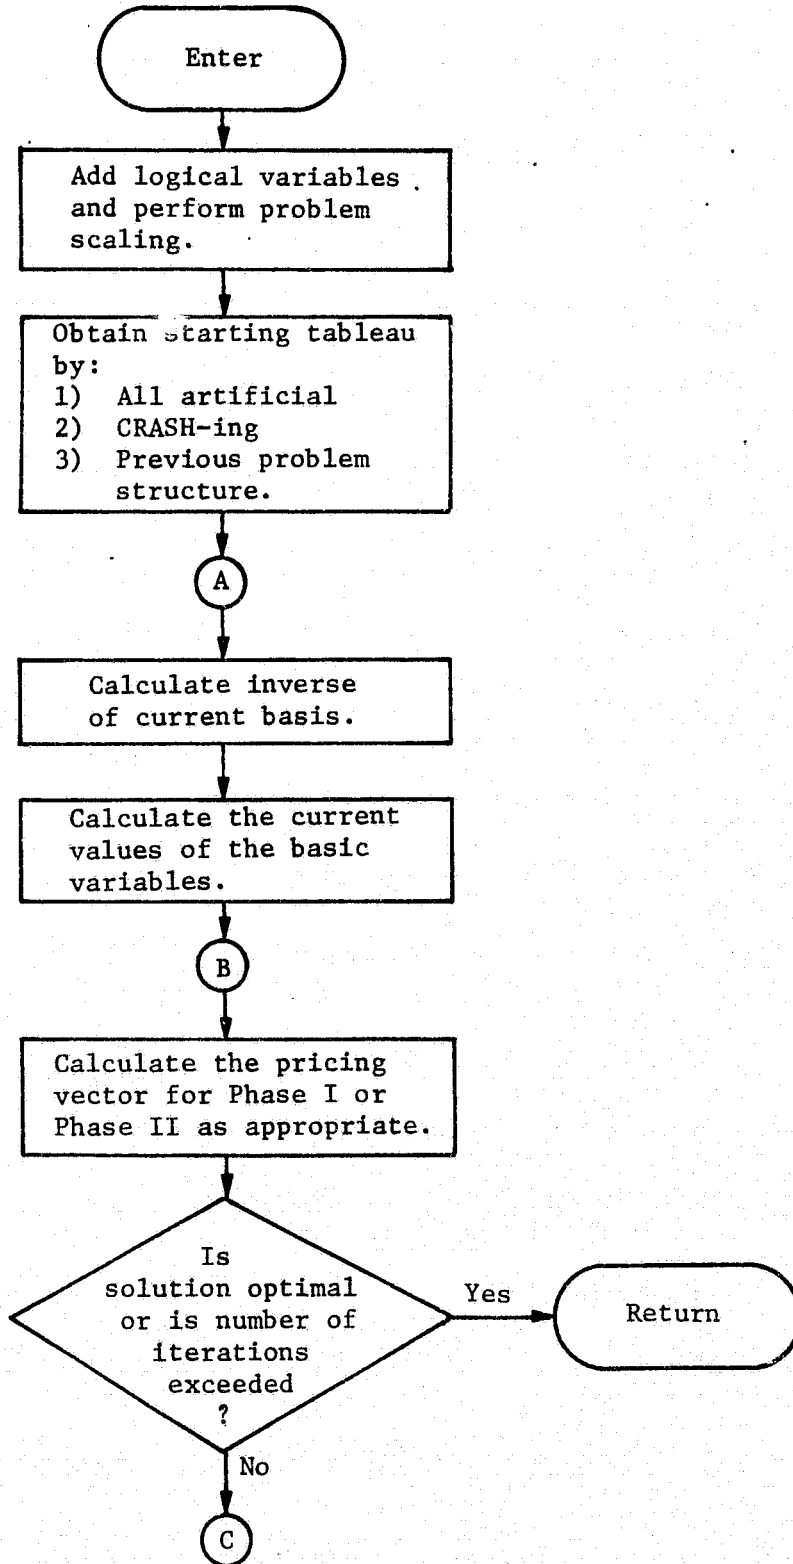 Enter
Add logical variables
and perform problem
scaling.
Obtain starting tableau
by:
1) All artificial
2) CRASH-ing
3) Previous problem
structure.
A
Calculate inverse
of current basis.
Calculate the current
values of the basic
variables.
B
Calculate the pricing
vector for Phase I or
Phase II as appropriate.
Is
solution optimal
or is number of
iterations
exceeded
?
Yes
Return
No
C